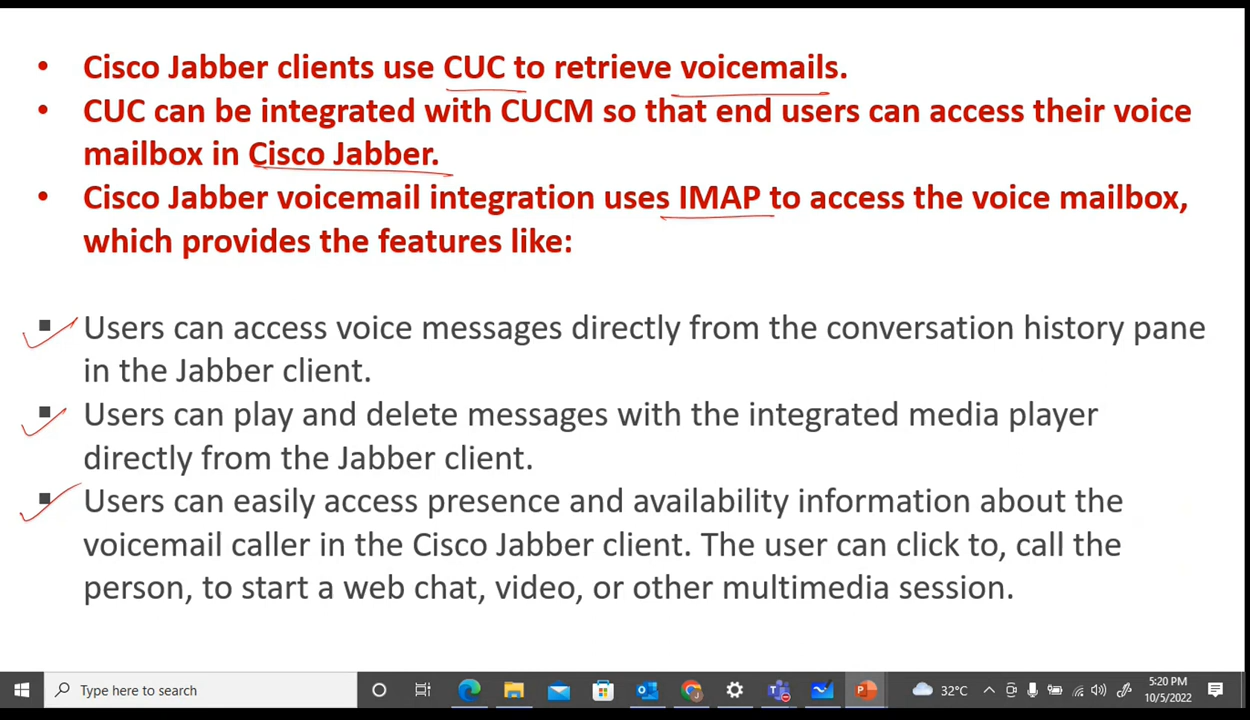 • Cisco Jabber clients use CUC to retrieve voicemails.
• CUC can be integrated with CUCM so that end users can access their voice
mailbox in Cisco Jabber.
• Cisco Jabber voicemail integration uses IMAP to access the voice mailbox,
which provides the features like:
▪ Users can access voice messages directly from the conversation history pane
in the Jabber client.
▪ Users can play and delete messages with the integrated media player
directly from the Jabber client.
▪ Users can easily access presence and availability information about the
voicemail caller in the Cisco Jabber client. The user can click to, call the
person, to start a web chat, video, or other multimedia session.
Type here to search
32°C
5:20 PM
10/5/2022